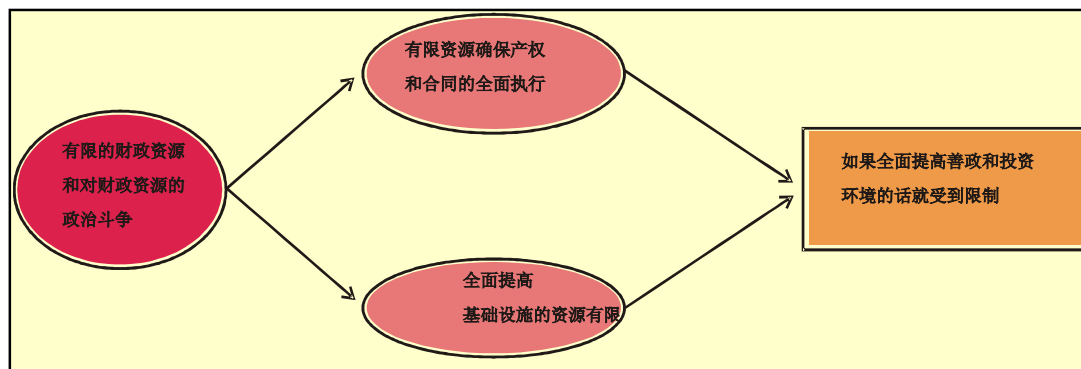 有限的财政资源
和对财政资源的
政治斗争
有限资源确保产权
和合同的全面执行
全面提高
基础设施的资源有限
如果全面提高善政和投资
环境的话就受到限制